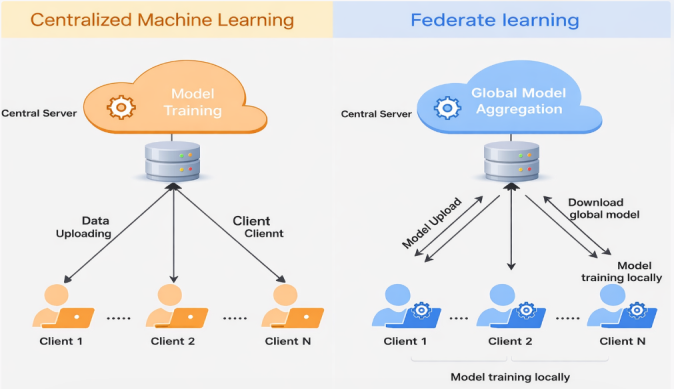 Centralized Machine Learning
Federate learning
Model
Training
Central Server
Data
Uploading
Client
Cliennt
Client 1
.....
Client 2
.....
Client N
Global Model
Aggregation
Central Server
Model Upload
Download
global model
Model
training locally
Client 1
....
Client 2
.....
Client N
Model training locally